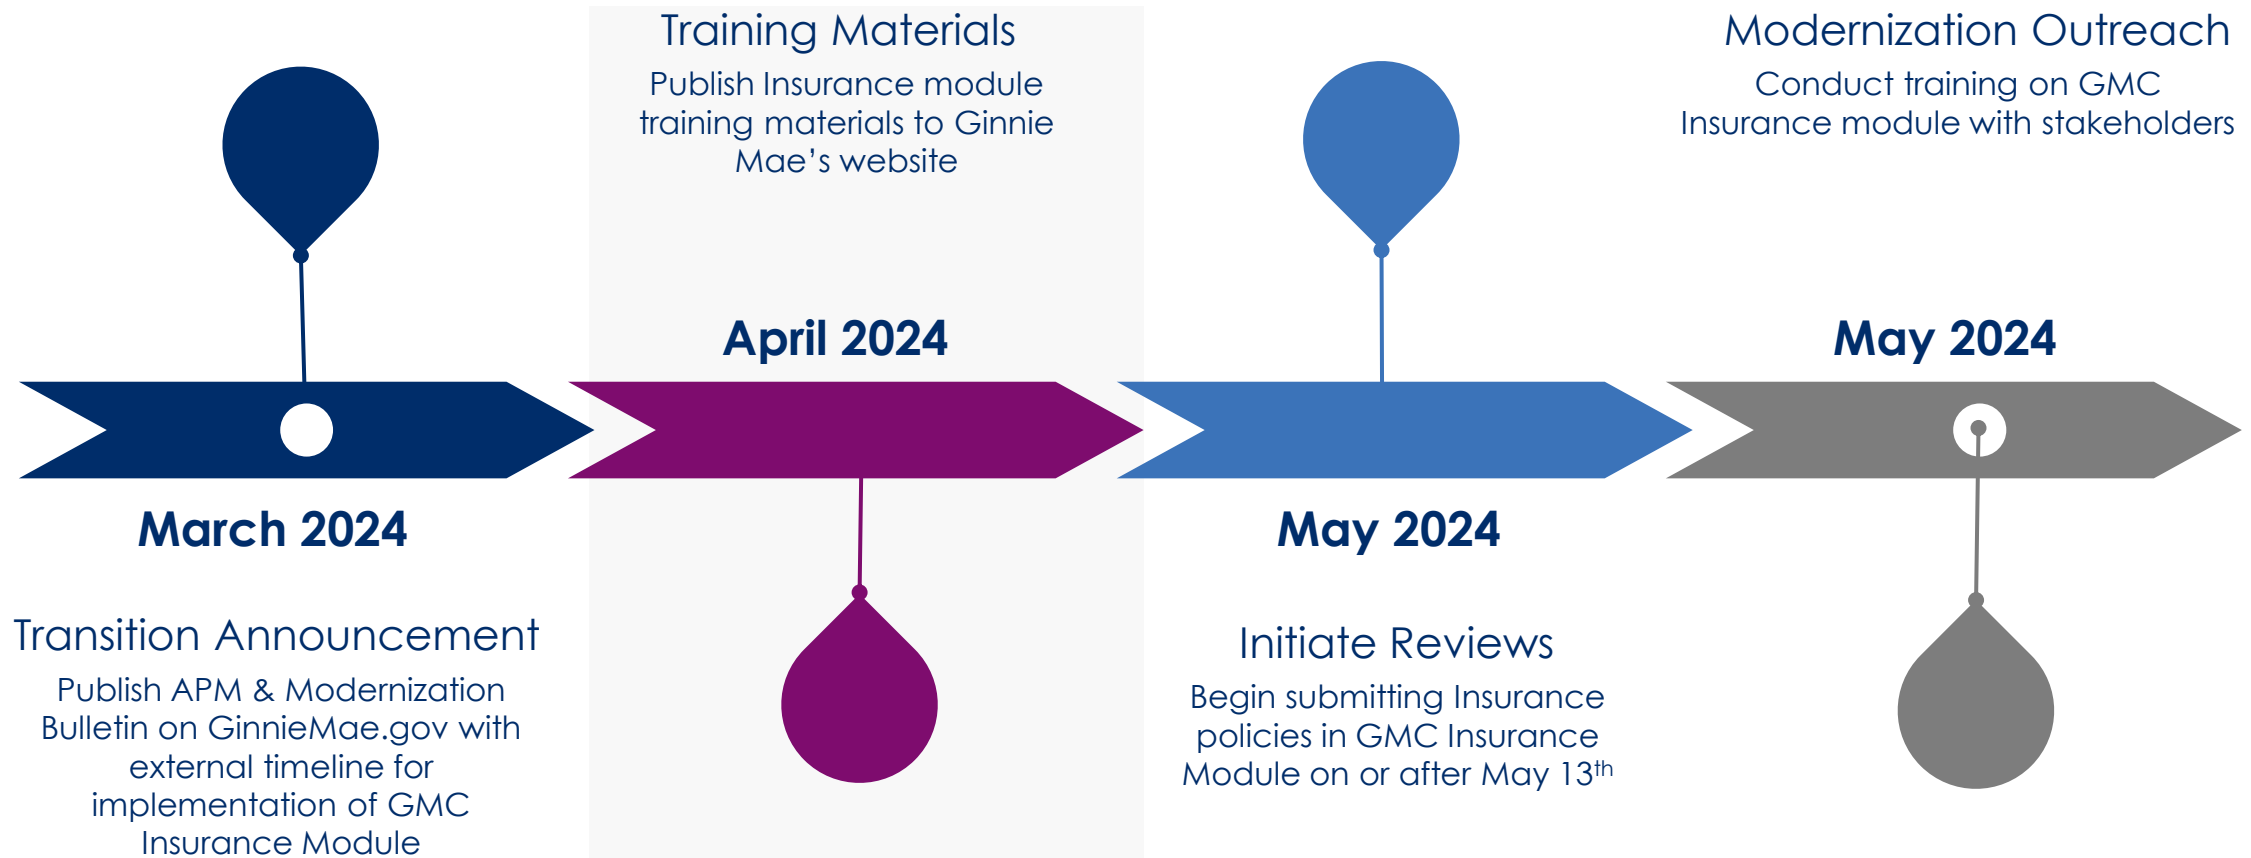 March 2024
Transition Announcement
Publish APM & Modernization
Bulletin on GinnieMae.gov with
external timeline for
implementation of GMC
Insurance Module
Training Materials
Publish Insurance module
training materials to Ginnie
Mae’s website
April 2024
May 2024
Initiate Reviews
Begin submitting Insurance
policies in GMC Insurance
Module on or after May 13th
Modernization Outreach
Conduct training on GMC
Insurance module with stakeholders
May 2024